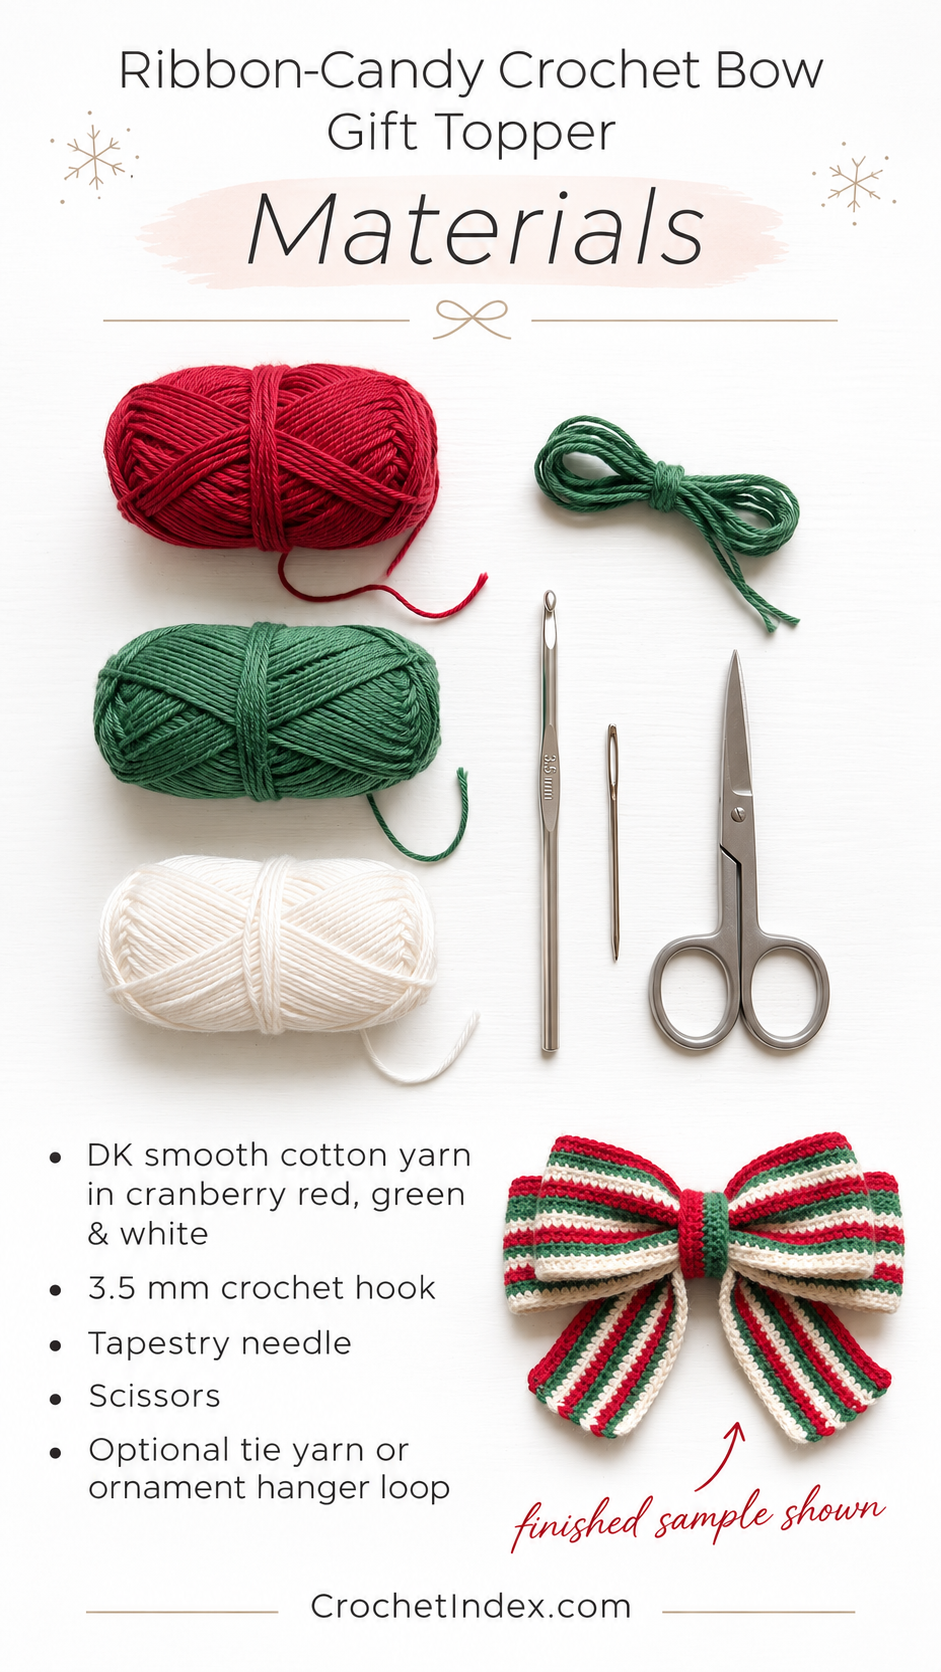 Ribbon-Candy Crochet Bow
Gift Topper
Materials
3.5 mm
• DK smooth cotton yarn
in cranberry red, green
& white
• 3.5 mm crochet hook
• Tapestry needle
• Scissors
• Optional tie yarn or
ornament hanger loop
finished sample shown
CrochetIndex.com